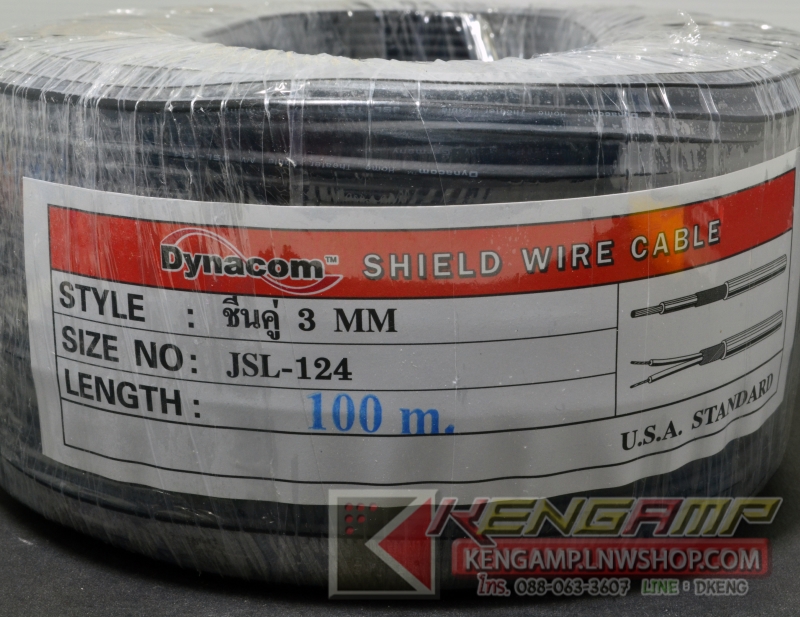 Dynacom
Dynacom™ SHIELD WIRE CABLE
STYLE : ชีนคู่ 3 MM
SIZE NO: JSL-124
LENGTH : 100 m.
U.S.A. STANDARD
KENGAMP
KENGAMP.LNWSHOP.COM
โทร. 088-063-3607 LINE : DKENG